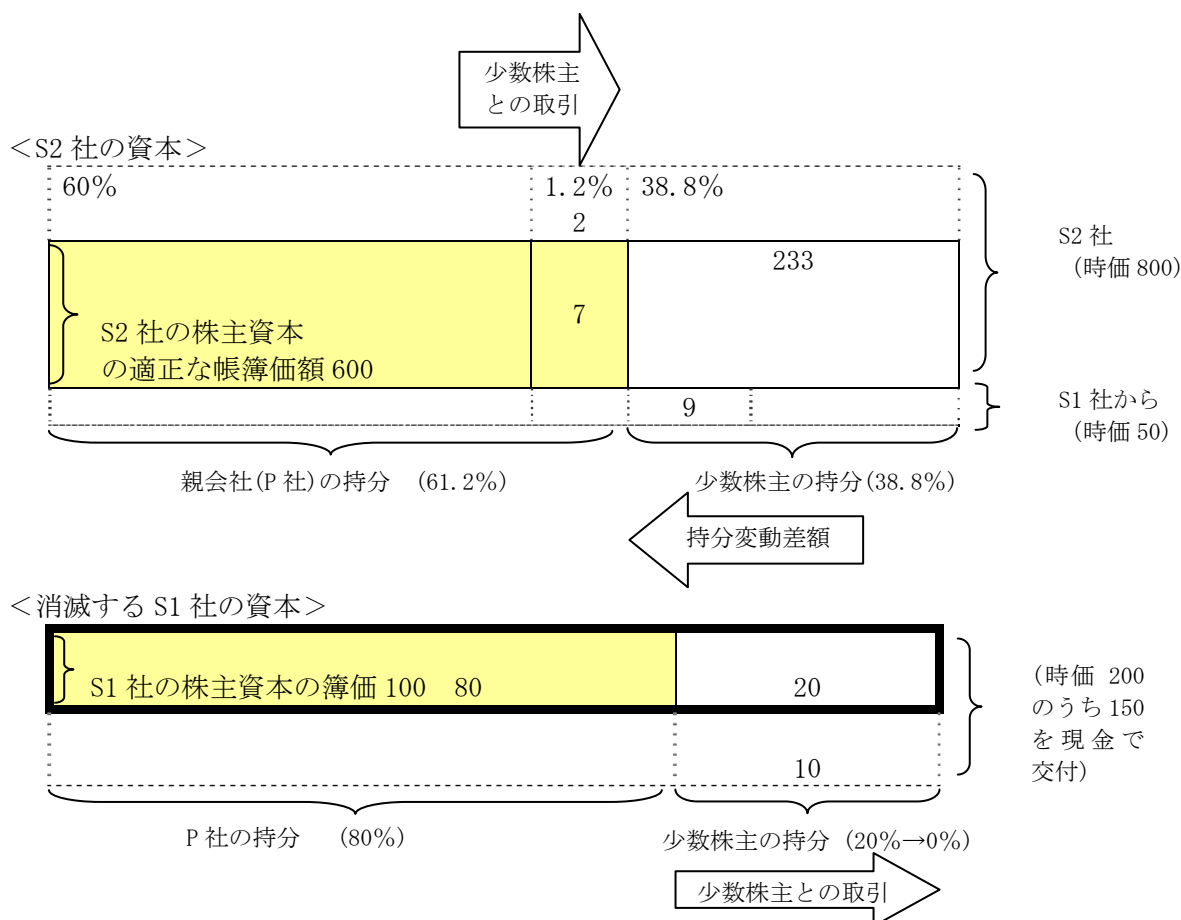 少数株主
との取引
＜S2 社の資本＞
60％
1.2％
38.8％
2
233
7
S2 社の株主資本
の適正な帳簿価額 600
S2 社
（時価 800）
9
S1 社から
（時価 50）
親会社(P 社)の持分　(61.2％)
少数株主の持分(38.8％)
持分変動差額
＜消滅する S1 社の資本＞
S1 社の株主資本の簿価 100　80
20
10
(時価 200
のうち 150
を現金で
交付）
P 社の持分　(80％)
少数株主の持分 (20％→0％)
少数株主との取引